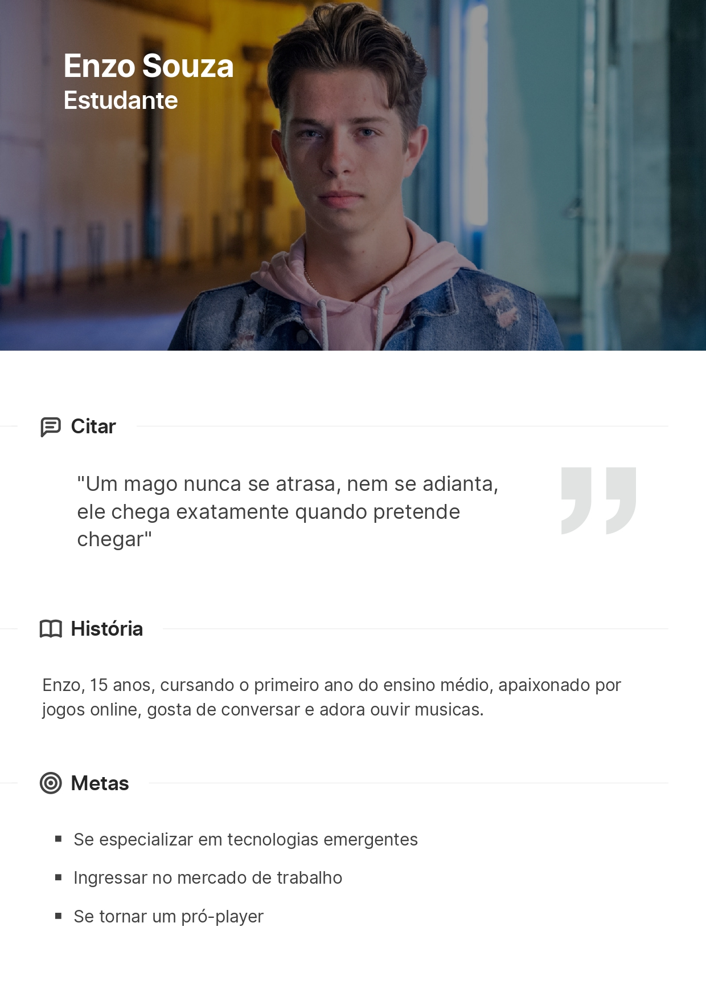 Enzo Souza
Estudante
Citar
"Um mago nunca se atrasa, nem se adianta,
ele chega exatamente quando pretende
chegar"
História
Enzo, 15 anos, cursando o primeiro ano do ensino médio, apaixonado por
jogos online, gosta de conversar e adora ouvir musicas.
Metas
Se especializar em tecnologias emergentes
Ingressar no mercado de trabalho
Se tornar um pró-player